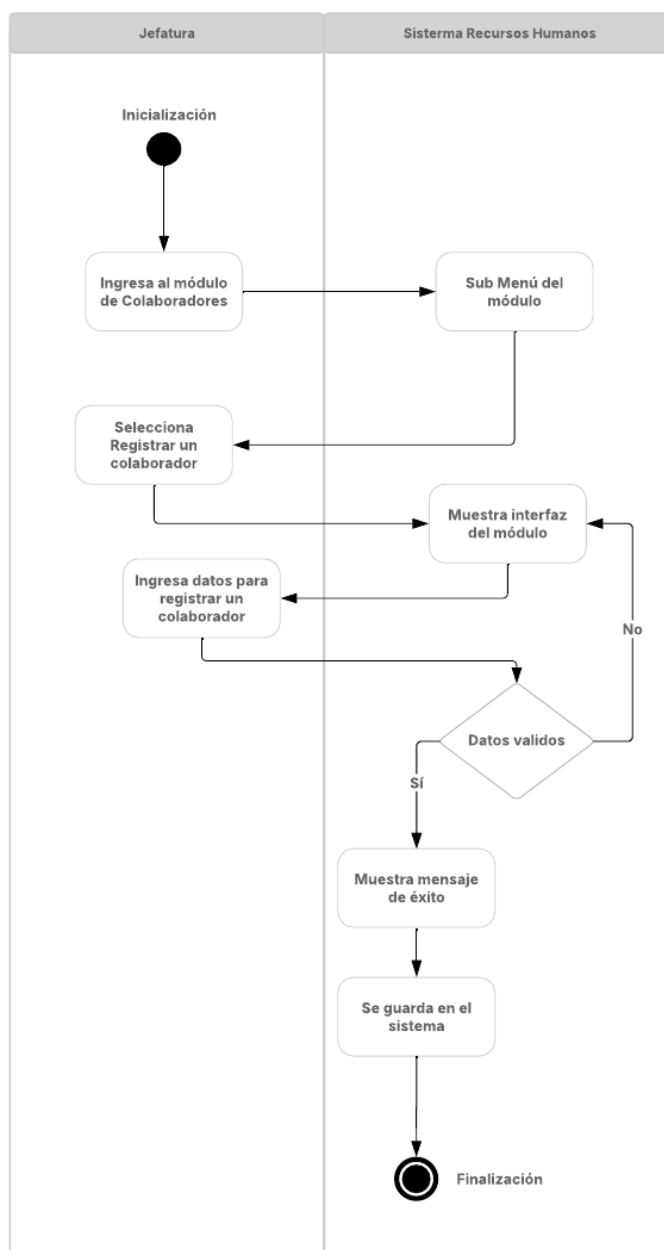 Jefatura
Sisterma Recursos Humanos
Inicialización
Ingresa al módulo
de Colaboradores
Sub Menú del
módulo
Selecciona
Registrar un
colaborador
Muestra interfaz
del módulo
Ingresa datos para
registrar un
colaborador
No
Datos validos
Sí
Muestra mensaje
de éxito
Se guarda en el
sistema
Finalización